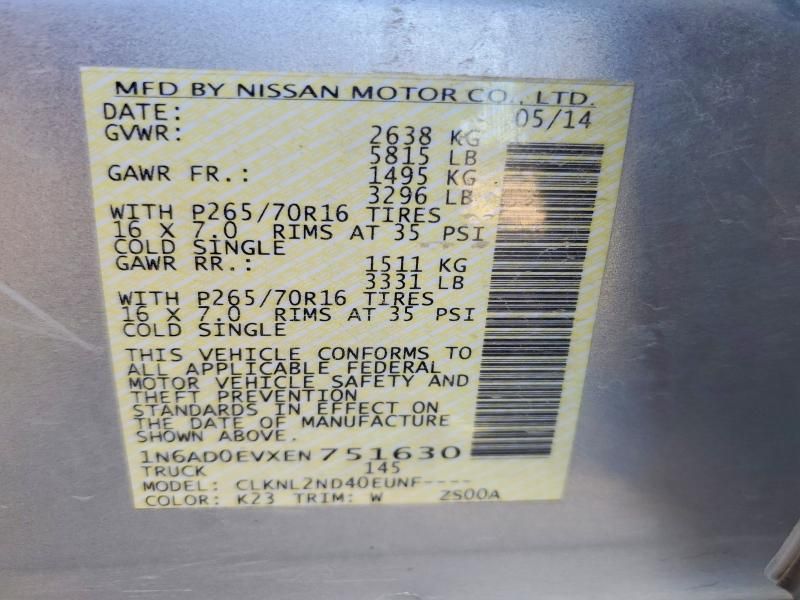 MFD BY NISSAN MOTOR CO., LTD.
DATE: 05/14
GVWR: 2638 KG
5815 LB
GAWR FR.: 1495 KG
3296 LB
WITH P265/70R16 TIRES
16 X 7.0 RIMS AT 35 PSI
COLD SINGLE
GAWR RR.: 1511 KG
3331 LB
WITH P265/70R16 TIRES
16 X 7.0 RIMS AT 35 PSI
COLD SINGLE
THIS VEHICLE CONFORMS TO
ALL APPLICABLE FEDERAL
MOTOR VEHICLE SAFETY AND
THEFT PREVENTION
STANDARDS IN EFFECT ON
THE DATE OF MANUFACTURE
SHOWN ABOVE.
1N6AD0EVXEN751630
TRUCK 145
MODEL: CLKNL2ND40EUNF----
COLOR: K23 TRIM: W ZS00A